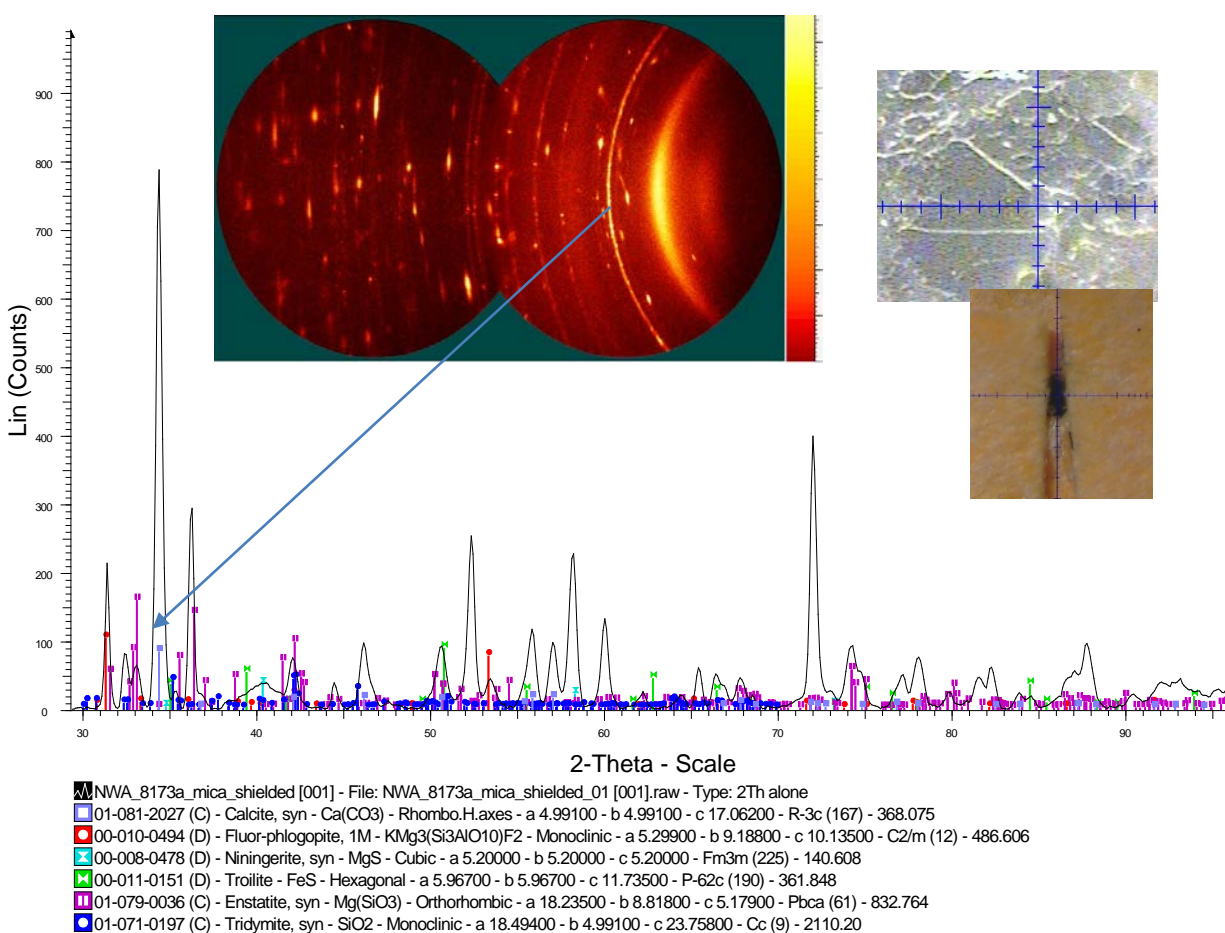 900
800
700
600
500
400
300
200
100
0
Lin (Counts)
30 40 50 60 70 80 90
2-Theta - Scale
NWA_8173a_mica_shielded [001] - File: NWA_8173a_mica_shielded_01 [001].raw - Type: 2Th alone
01-081-2027 (C) - Calcite, syn - Ca(CO3) - Rhombo.H.axes - a 4.99100 - b 4.99100 - c 17.06200 - R-3c (167) - 368.075
00-010-0494 (D) - Fluor-phlogopite, 1M - KMg3(Si3AlO10)F2 - Monoclinic - a 5.29900 - b 9.18800 - c 10.13500 - C2/m (12) - 486.606
00-008-0478 (D) - Niningerite, syn - MgS - Cubic - a 5.20000 - b 5.20000 - c 5.20000 - Fm3m (225) - 140.608
00-011-0151 (D) - Troilite - FeS - Hexagonal - a 5.96700 - b 5.96700 - c 11.73500 - P-62c (190) - 361.848
01-079-0036 (C) - Enstatite, syn - Mg(SiO3) - Orthorhombic - a 18.23500 - b 8.81800 - c 5.17900 - Pbca (61) - 832.764
01-071-0197 (C) - Tridymite, syn - SiO2 - Monoclinic - a 18.49400 - b 4.99100 - c 23.75800 - Cc (9) - 2110.20